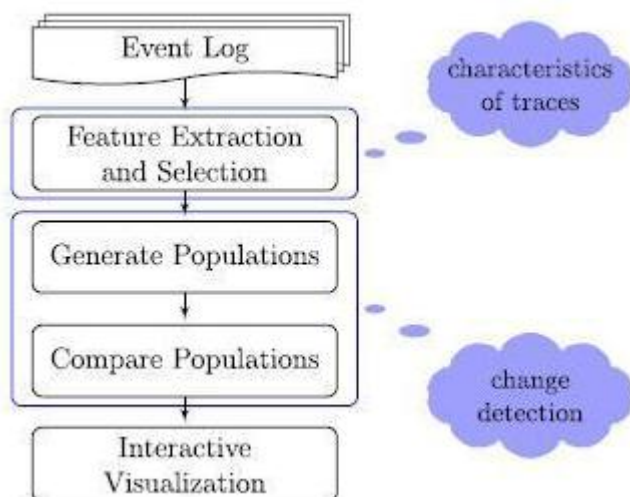 Event Log
characteristics
of traces
Feature Extraction
and Selection
Generate Populations
Compare Populations
change
detection
Interactive
Visualization